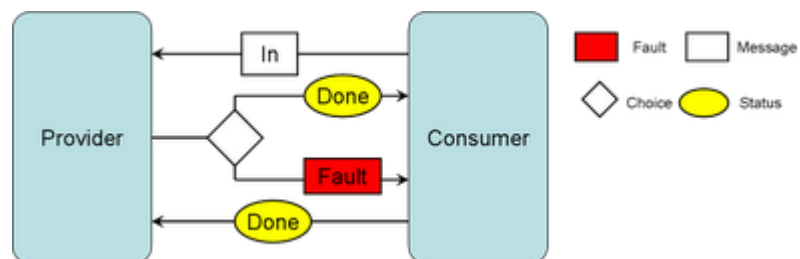 In
Done
Provider
Consumer
Fault
Done
Fault
Message
Choice
Status